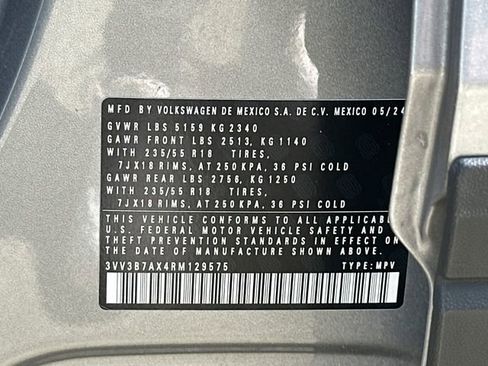 MFD BY VOLKSWAGEN DE MEXICO S.A. DE C.V. MEXICO 05/24
GVWR LBS 5159 KG 2340
GAWR FRONT LBS 2513, KG 1140
WITH 235/55 R18 TIRES,
7JX18 RIMS, AT 250 KPA, 36 PSI COLD
GAWR REAR LBS 2756, KG 1250
WITH 235/55 R18 TIRES,
7JX18 RIMS, AT 250 KPA, 36 PSI COLD
THIS VEHICLE CONFORMS TO ALL APPLICABLE
U.S. FEDERAL MOTOR VEHICLE SAFETY AND
THEFT PREVENTION STANDARDS IN EFFECT ON
THE DATE OF MANUFACTURE SHOWN ABOVE.
3VV3B7AX4RM129575 TYPE: MPV